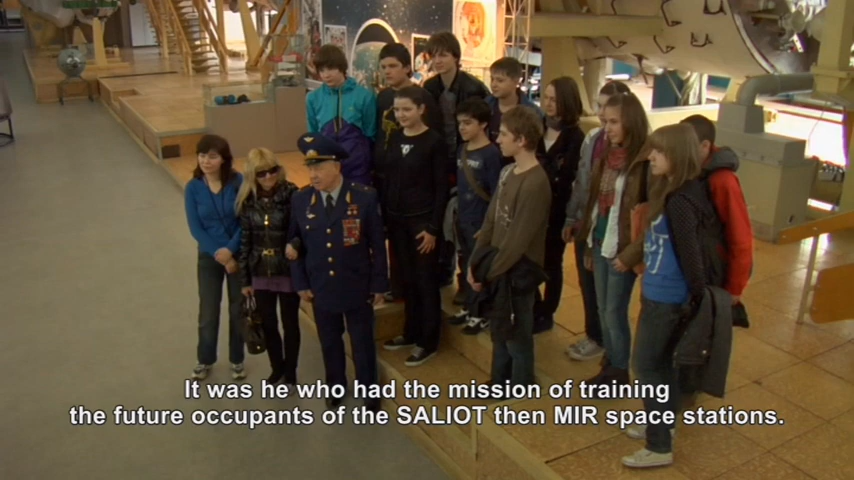 It was he who had the mission of training
the future occupants of the SALIOT then MIR space stations.